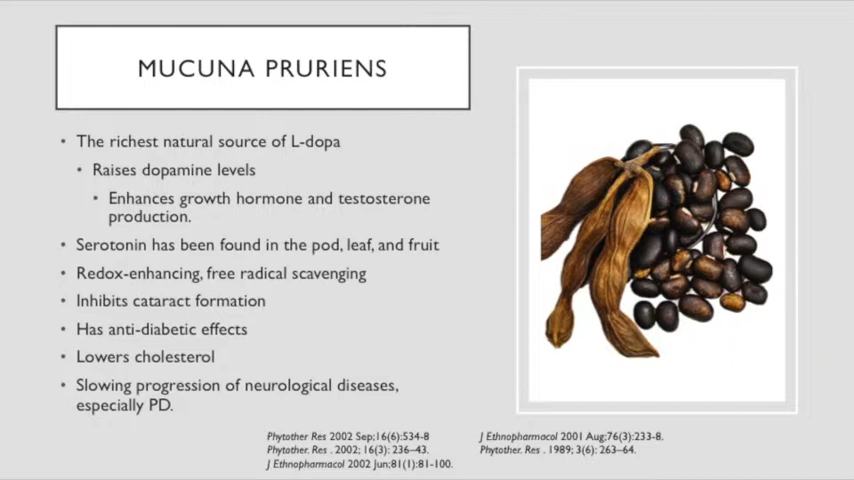 MUCUNA PRURIENS
• The richest natural source of L-dopa
• Raises dopamine levels
• Enhances growth hormone and testosterone
production.
• Serotonin has been found in the pod, leaf, and fruit
• Redox-enhancing, free radical scavenging
• Inhibits cataract formation
• Has anti-diabetic effects
• Lowers cholesterol
• Slowing progression of neurological diseases,
especially PD.
Phytother Res 2002 Sep;16(6):534-8
Phytother. Res . 2002; 16(3): 236–43.
J Ethnopharmacol 2002 Jun;81(1):81-100.
J Ethnopharmacol 2001 Aug;76(3):233-8.
Phytother. Res . 1989; 3(6): 263–64.